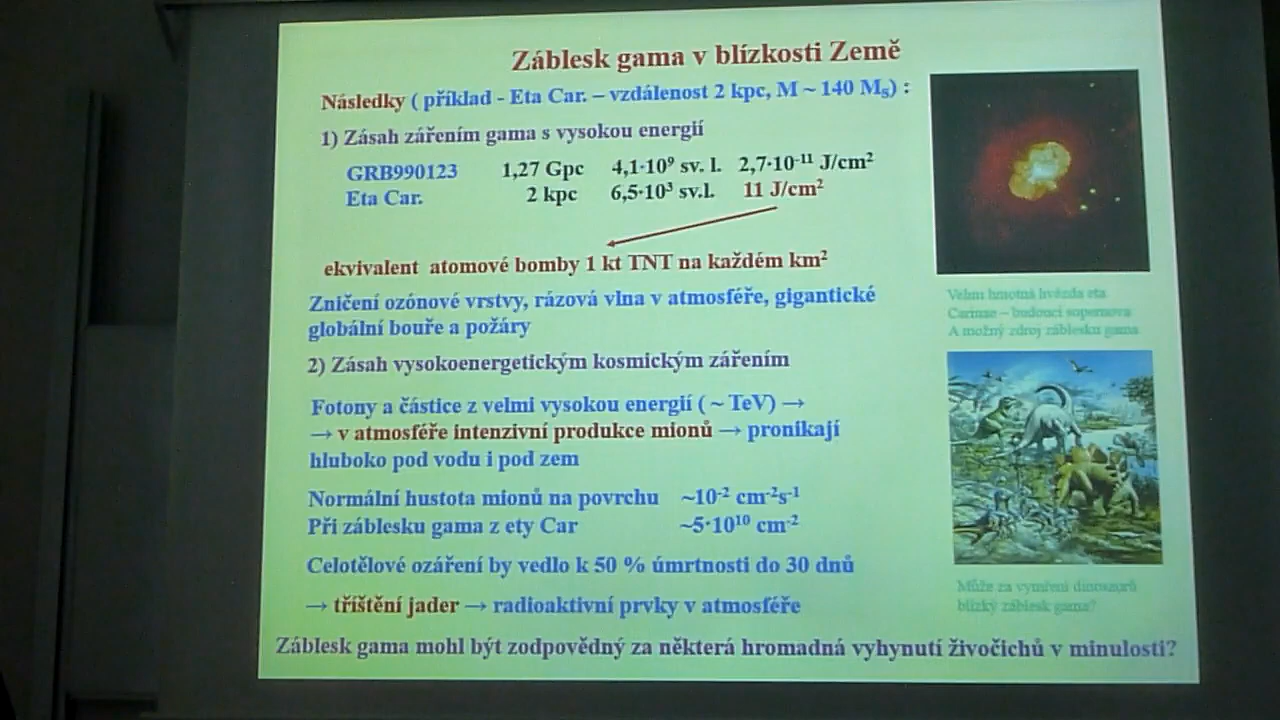 Záblesk gama v blízkosti Země
Následky ( příklad - Eta Car. – vzdálenost 2 kpc, M ~ 140 Mₛ) :
1) Zásah zářením gama s vysokou energií
GRB990123 1,27 Gpc 4,1·10⁹ sv. l. 2,7·10⁻¹¹ J/cm²
Eta Car. 2 kpc 6,5·10³ sv.l. 11 J/cm²
ekvivalent atomové bomby 1 kt TNT na každém km²
Zničení ozónové vrstvy, rázová vlna v atmosféře, gigantické
globální bouře a požáry
2) Zásah vysokoenergetickým kosmickým zářením
Fotony a částice z velmi vysokou energií ( ~ TeV) →
→ v atmosféře intenzivní produkce mionů → pronikají
hluboko pod vodu i pod zem
Normální hustota mionů na povrchu ~10⁻² cm⁻²s⁻¹
Při záblesku gama z ety Car ~5·10¹⁰ cm⁻²
Celotělové ozáření by vedlo k 50 % úmrtnosti do 30 dnů
→ tříštění jader → radioaktivní prvky v atmosféře
Záblesk gama mohl být zodpovědný za některá hromadná vyhynutí živočichů v minulosti?
Velmi hmotná hvězda eta
Carinae – budoucí supernova
A možný zdroj záblesku gama
Může za vymření dinosaurů
blízký záblesk gama?